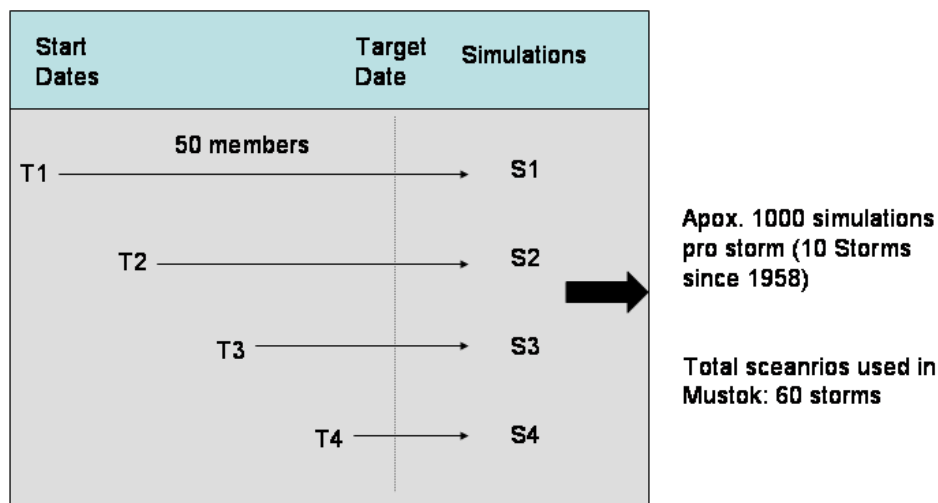 Start
Dates
Target
Date
Simulations
50 members
T1
S1
T2
S2
T3
S3
T4
S4
Apox. 1000 simulations
pro storm (10 Storms
since 1958)
Total sceanrios used in
Mustok: 60 storms